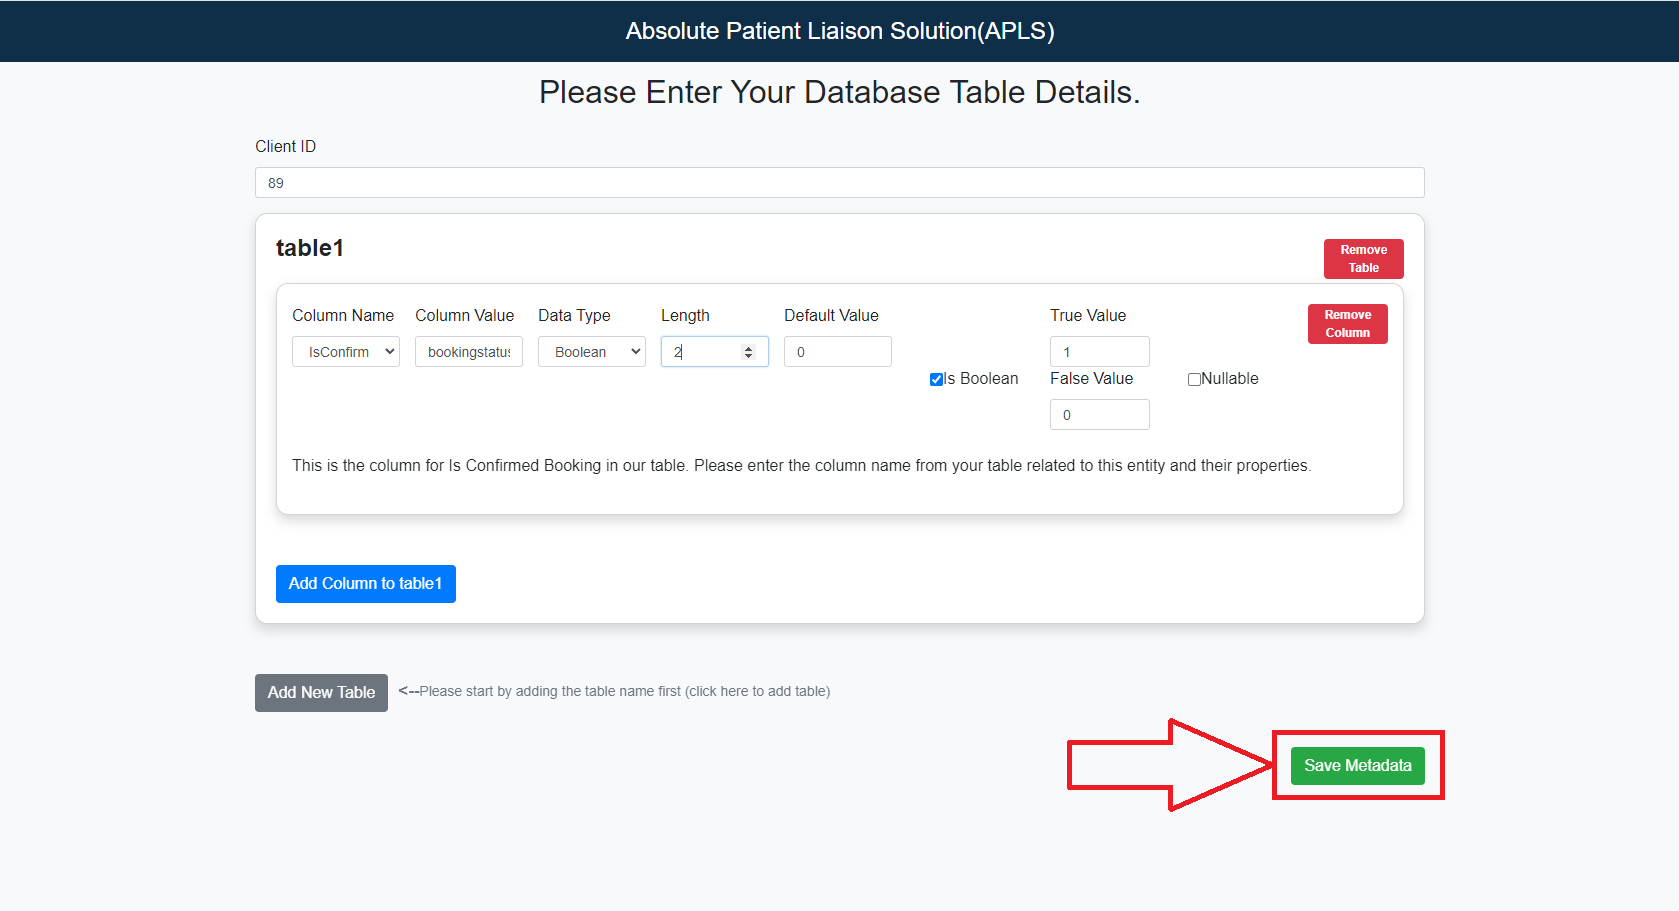 Absolute Patient Liaison Solution(APLS)
Please Enter Your Database Table Details.
Client ID
89
table1
Remove
Table
Column Name Column Value Data Type Length Default Value True Value
Remove
Column
IsConfirm Boolean 2 0 1
Is Boolean False Value Nullable
0
This is the column for Is Confirmed Booking in our table. Please enter the column name from your table related to this entity and their properties.
Add Column to table1
Add New Table <--Please start by adding the table name first (click here to add table)
Save Metadata